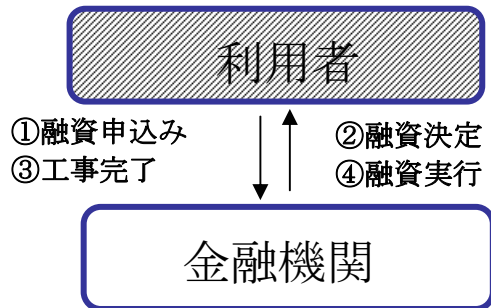 利用者
①融資申込み
③工事完了
②融資決定
④融資実行
金融機関